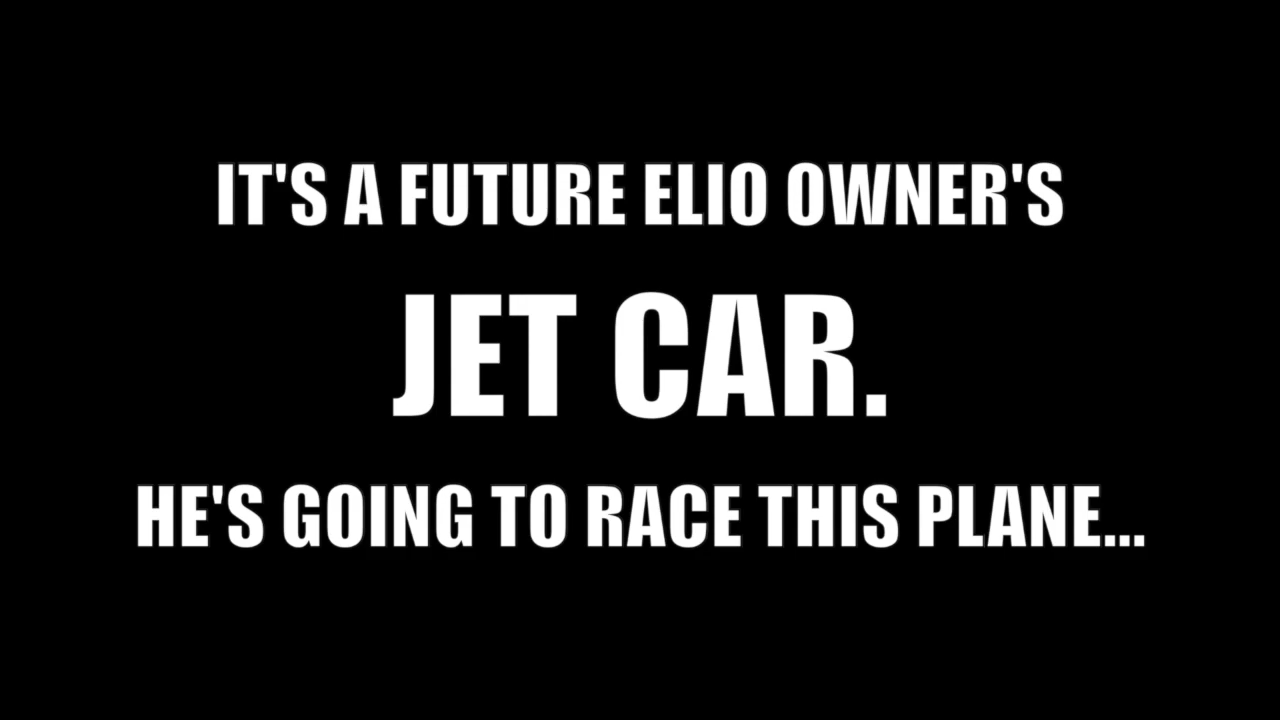 IT'S A FUTURE ELIO OWNER'S
JET CAR.
HE'S GOING TO RACE THIS PLANE...